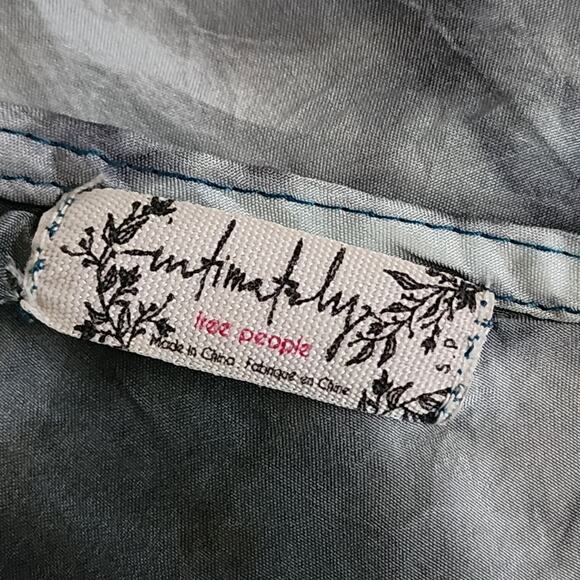 intimately
free people
Made in China Fabriqué en Chine
S P